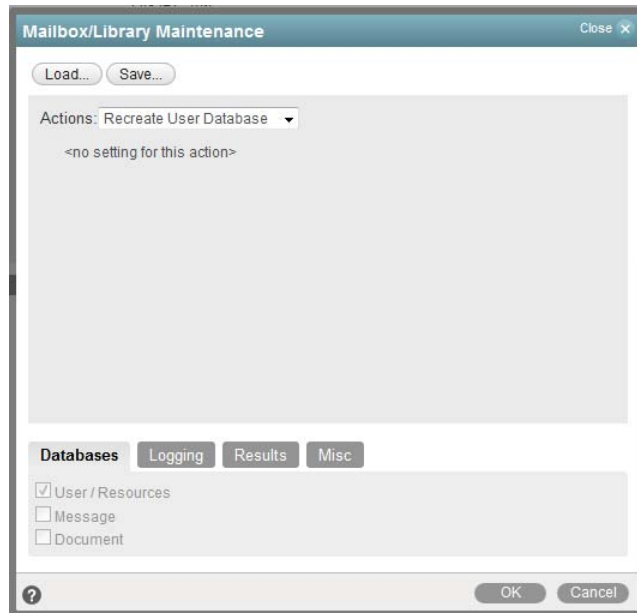 Mailbox/Library Maintenance Close X
Load... Save...
Actions: Recreate User Database
<no setting for this action>
Databases Logging Results Misc
User / Resources
Message
Document
? OK Cancel